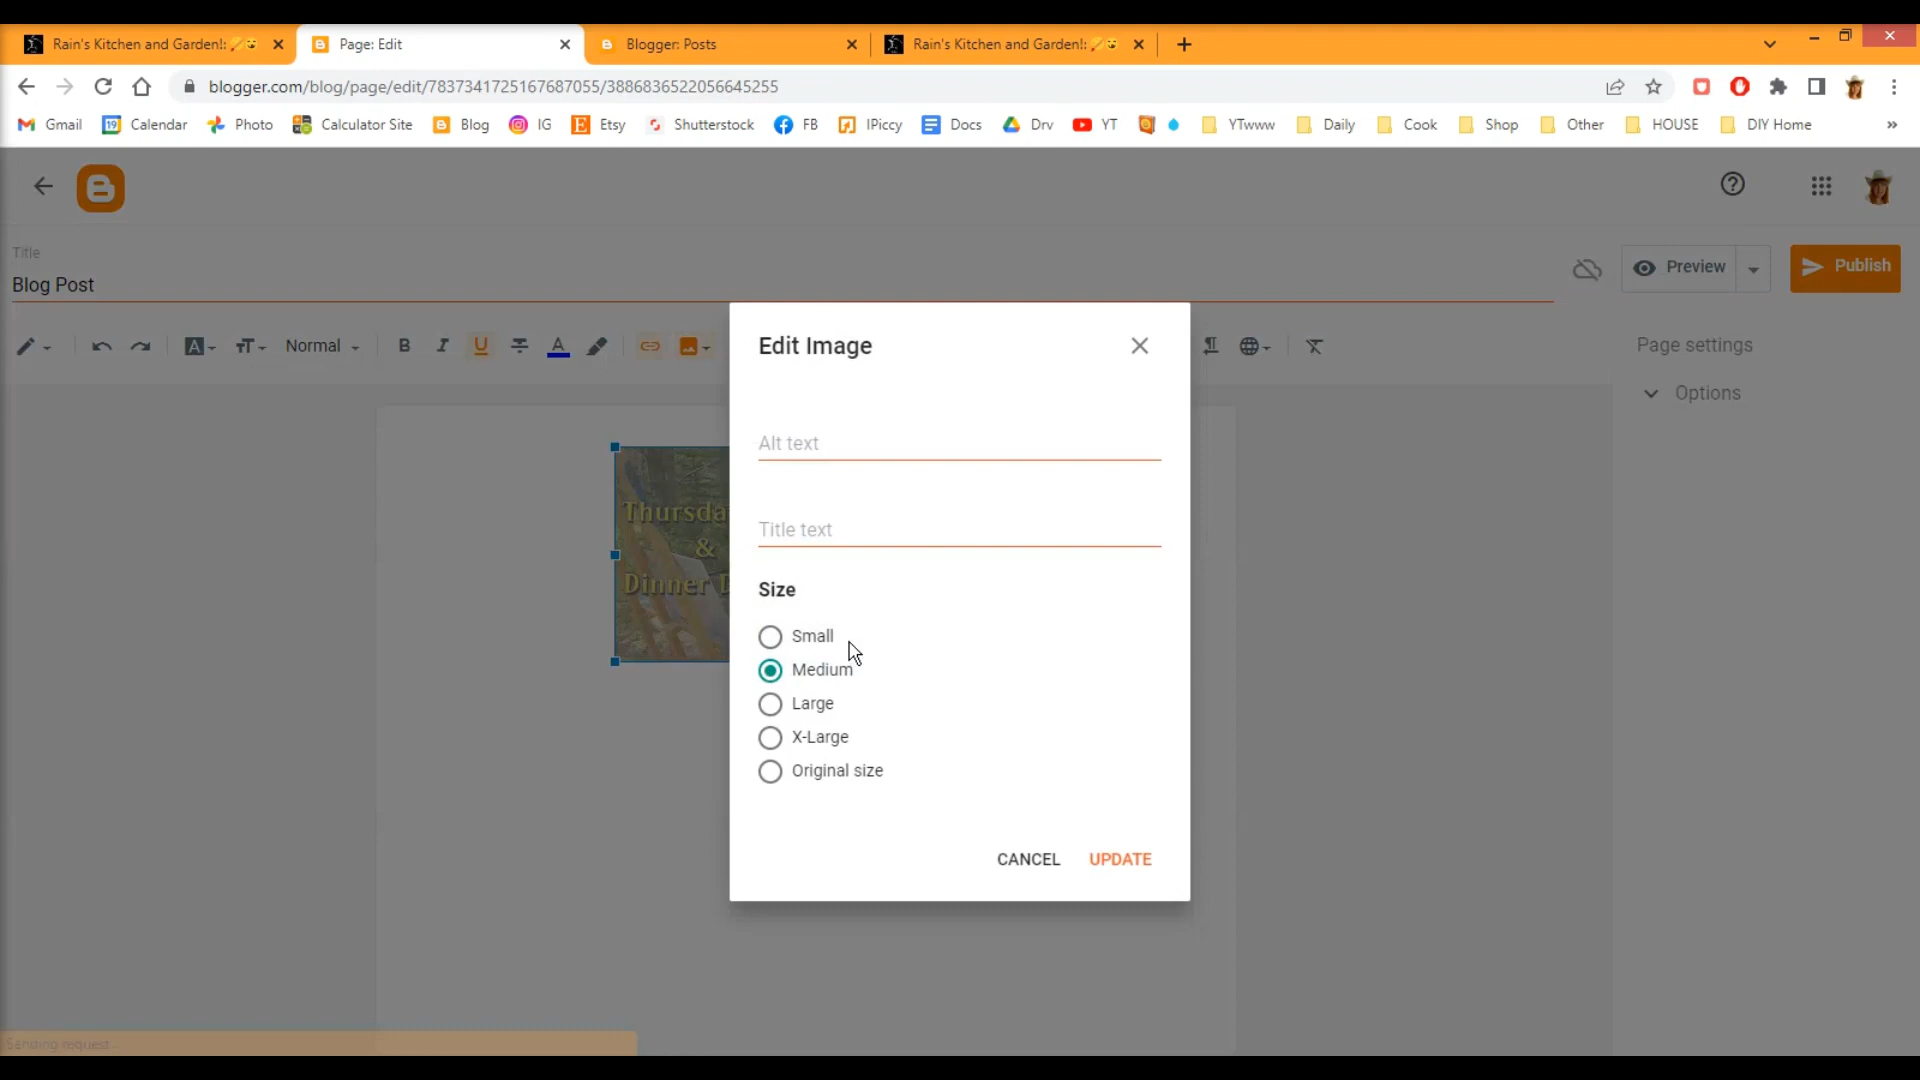 Rain's Kitchen and Garden!:
Page: Edit
Blogger: Posts
Rain's Kitchen and Garden!:
blogger.com/blog/page/edit/7837341725167687055/3886836522056645255
Gmail
Calendar
Photo
Calculator Site
Blog
IG
Etsy
Shutterstock
FB
IPiccy
Docs
Drv
YT
YTwww
Daily
Cook
Shop
Other
HOUSE
DIY Home
Title
Blog Post
Preview
Publish
Normal
Page settings
Options
Thursda
&
Dinner D
Edit Image
Alt text
Title text
Size
Small
Medium
Large
X-Large
Original size
CANCEL
UPDATE
Sending request...